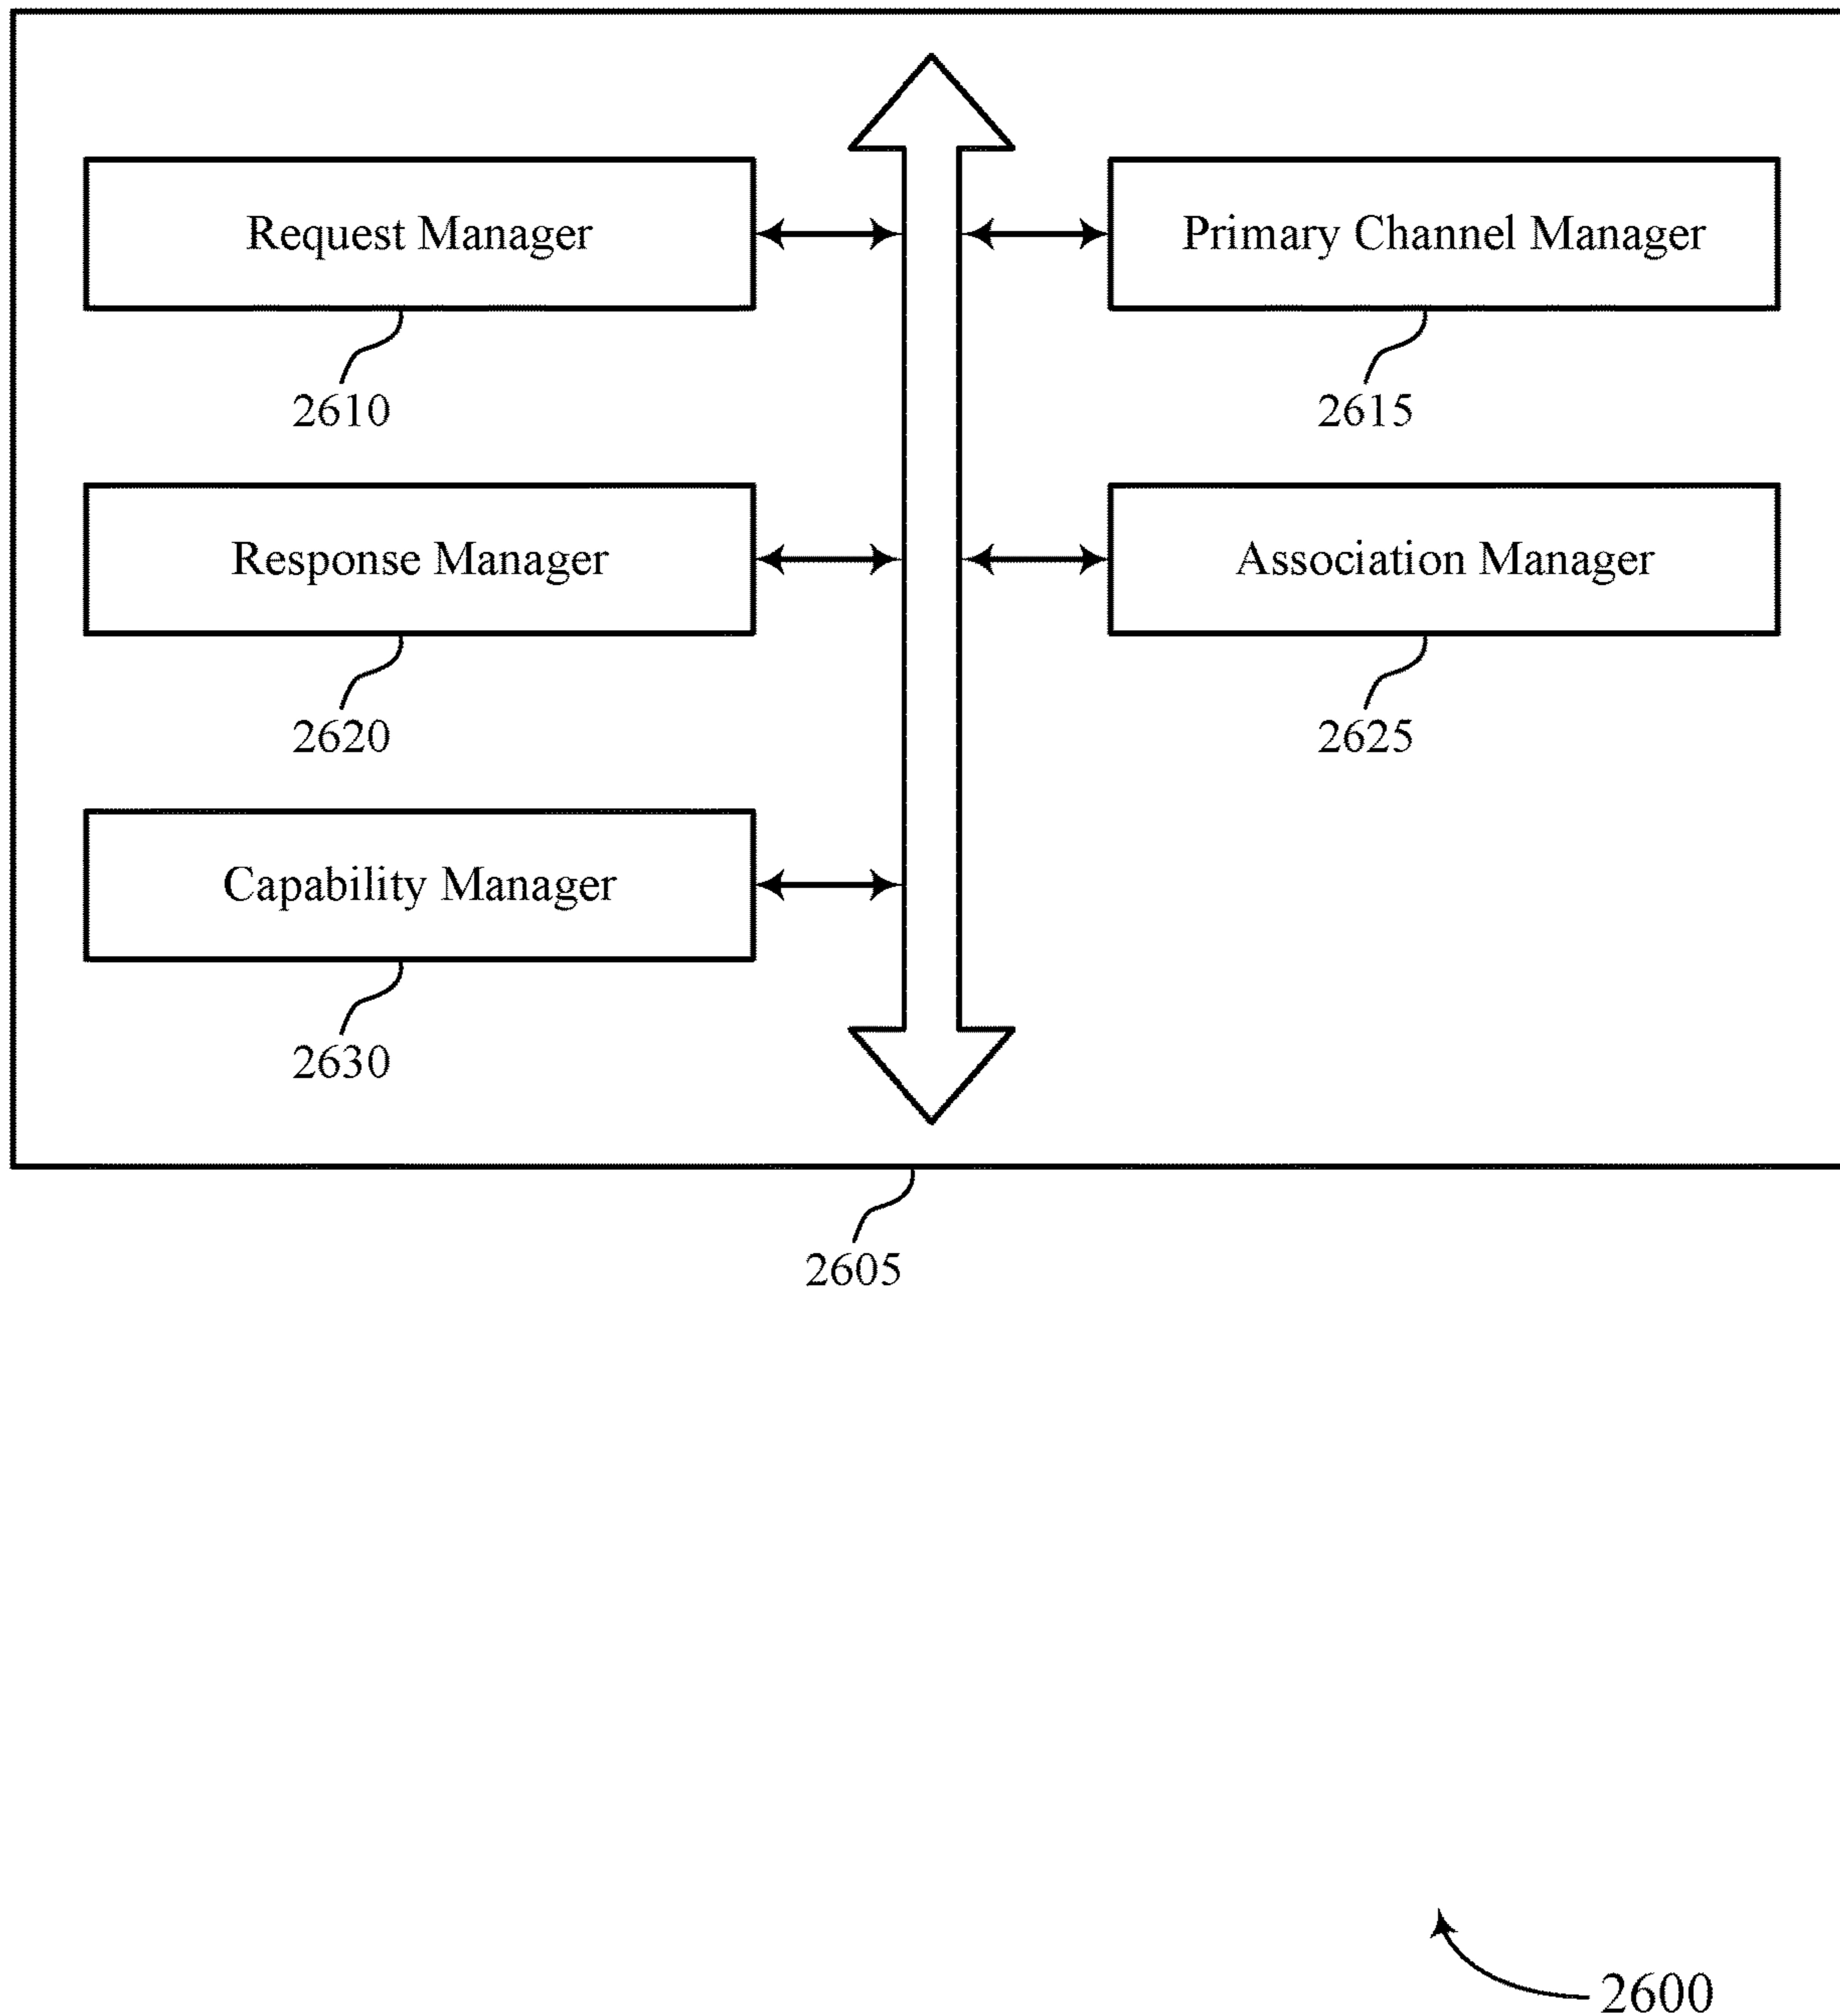 Request Manager
Primary Channel Manager
2610
2615
Response Manager
Association Manager
2620
2625
Capability Manager
2630
2605
2600